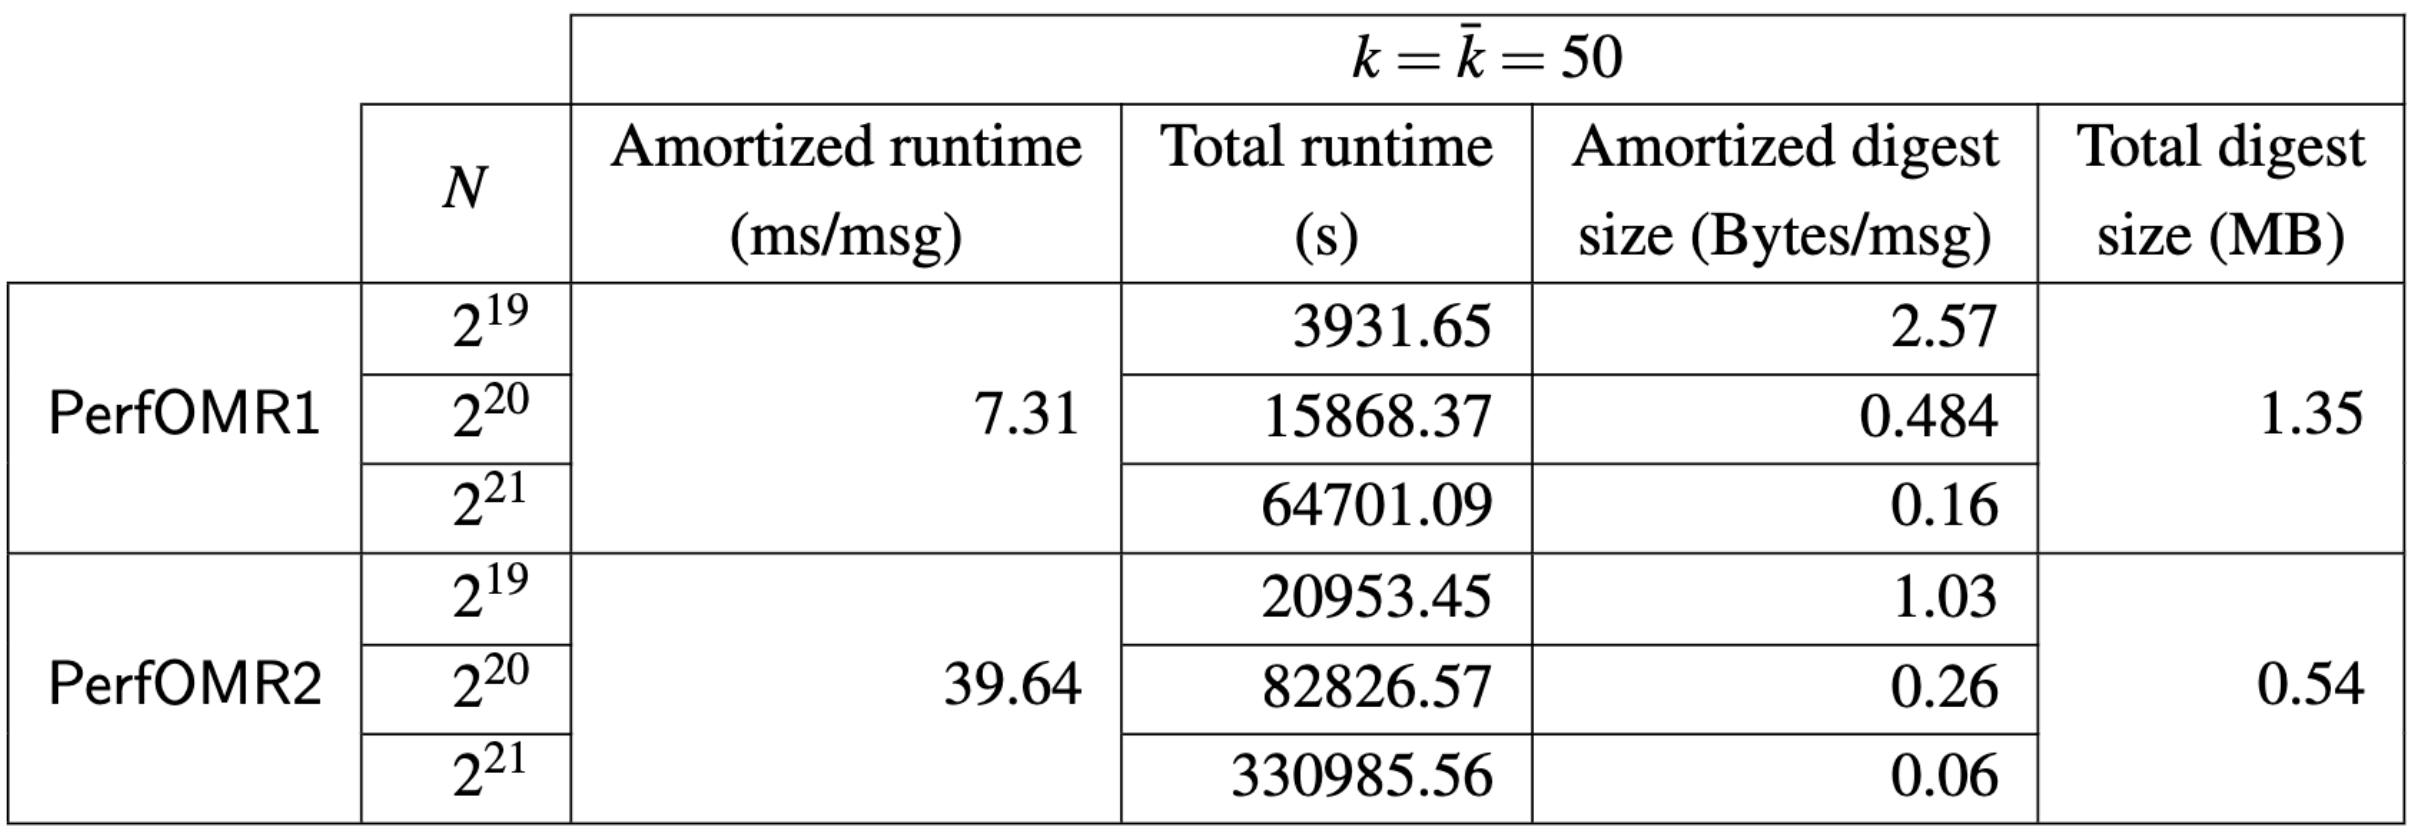 k = k̄ = 50
N
Amortized runtime
(ms/msg)
Total runtime
(s)
Amortized digest
size (Bytes/msg)
Total digest
size (MB)
PerfOMR1
2^19
7.31
3931.65
2.57
1.35
2^20
15868.37
0.484
2^21
64701.09
0.16
PerfOMR2
2^19
39.64
20953.45
1.03
0.54
2^20
82826.57
0.26
2^21
330985.56
0.06